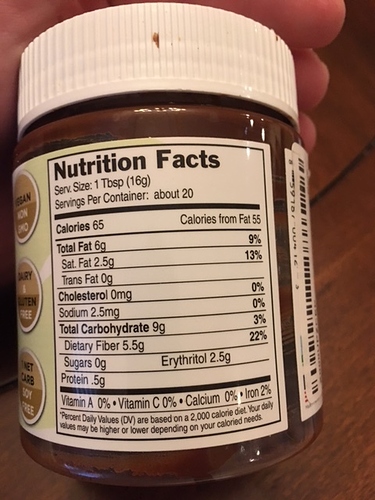 Nutrition Facts
Serv. Size: 1 Tbsp (16g)
Servings Per Container: about 20
Calories 65 Calories from Fat 55
Total Fat 6g 9%
Sat. Fat 2.5g 13%
Trans Fat 0g
Cholesterol 0mg 0%
Sodium 2.5mg 0%
Total Carbohydrate 9g 3%
Dietary Fiber 5.5g 22%
Sugars 0g Erythritol 2.5g
Protein .5g
Vitamin A 0% • Vitamin C 0% • Calcium 0% • Iron 2%
*Percent Daily Values (DV) are based on a 2,000 calorie diet. Your daily
values may be higher or lower depending on your caloried needs.
VEGAN
NON
GMO
DAIRY
&
GLUTEN
FREE
NET
CARB
SOY
FREE